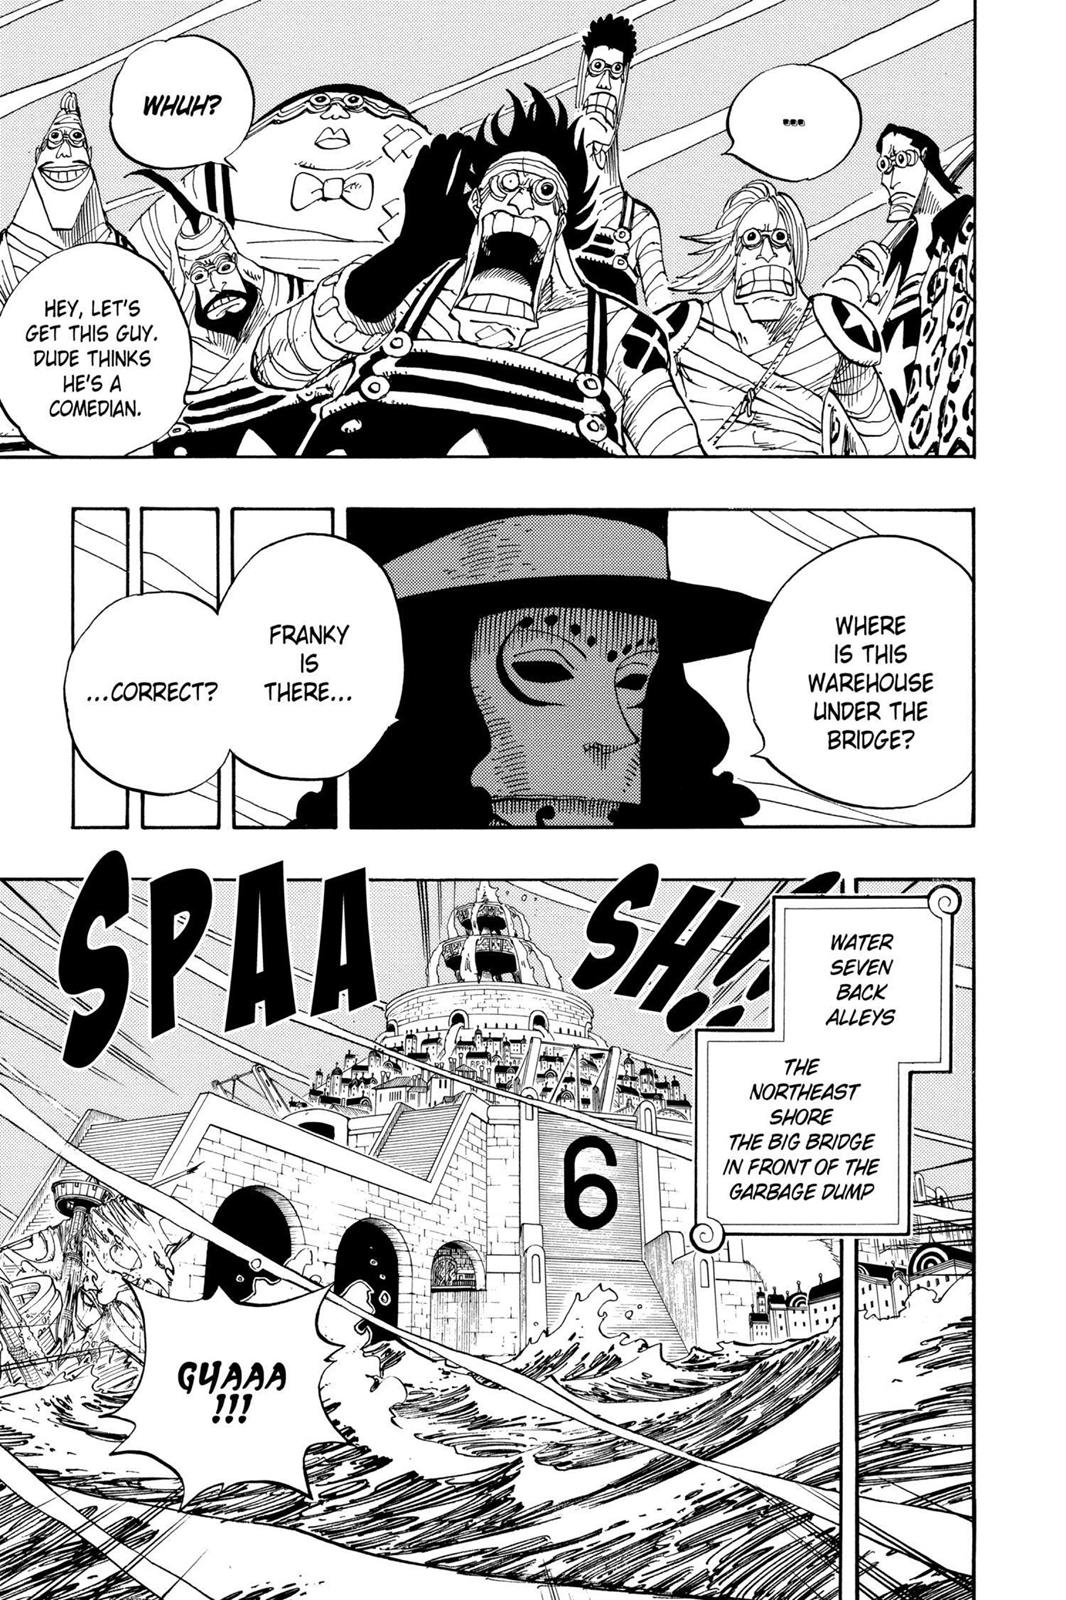 ...
WHUH?
HEY, LET'S
GET THIS GUY.
DUDE THINKS
HE'S A
COMEDIAN.
WHERE
IS THIS
WAREHOUSE
UNDER THE
BRIDGE?
FRANKY
IS
THERE...
...CORRECT?
SPAA
SH!!!
WATER
SEVEN
BACK
ALLEYS
THE
NORTHEAST
SHORE
THE BIG BRIDGE
IN FRONT OF THE
GARBAGE DUMP
6
GYAAA
!!!